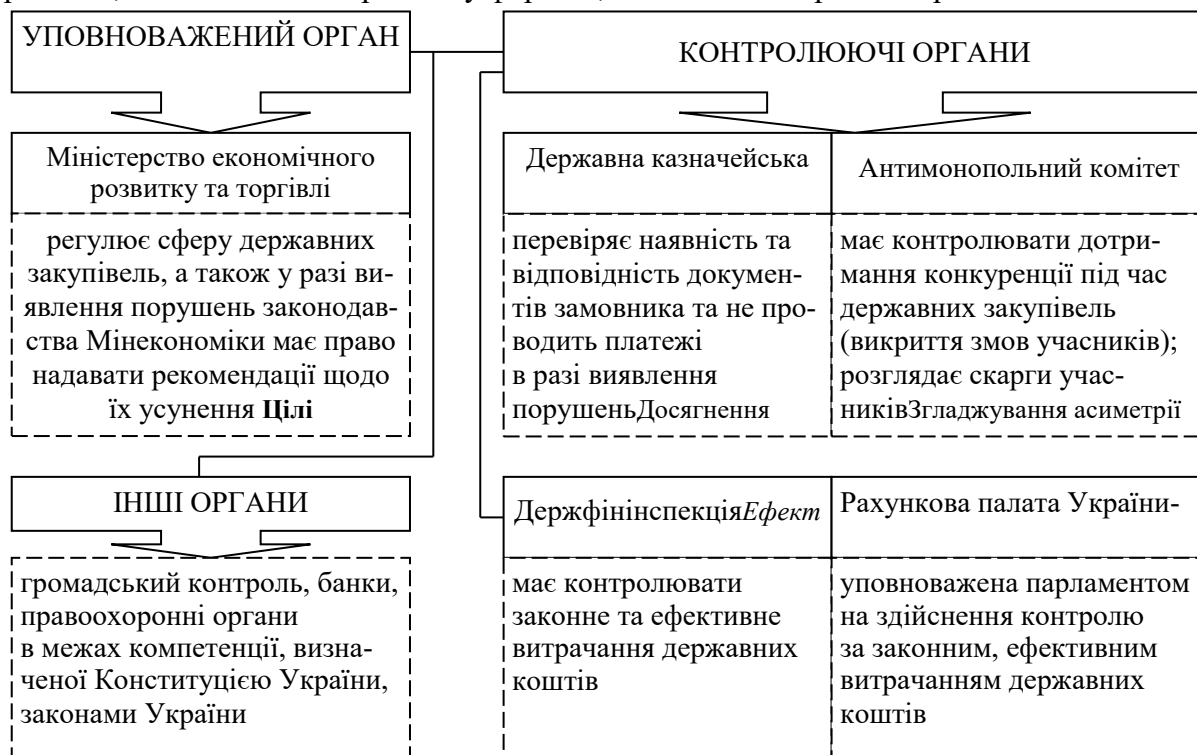 УПОВНОВАЖЕНИЙ ОРГАН
КОНТРОЛЮЮЧІ ОРГАНИ
Міністерство економічного
розвитку та торгівлі
регулює сферу державних
закупівель, а також у разі ви-
явлення порушень законодав-
ства Мінекономіки має право
надавати рекомендації щодо
їх усунення Цілі
Державна казначейська
перевіряє наявність та
відповідність докумен-
тів замовника та не про-
водить платежі
в разі виявлення
порушеньДосягнення
Антимонопольний комітет
має контролювати дотри-
мання конкуренції під час
державних закупівель
(викриття змов учасників);
розглядає скарги учас-
никівЗгладжування асиметрії
ІНШІ ОРГАНИ
громадський контроль, банки,
правоохоронні органи
в межах компетенції, визна-
ченої Конституцією України,
законами України
ДержфінінспекціяЕфект
має контролювати
законне та ефективне
витрачання державних
коштів
Рахункова палата України-
уповноважена парламентом
на здійснення контролю
за законним, ефективним
витрачанням державних
коштів